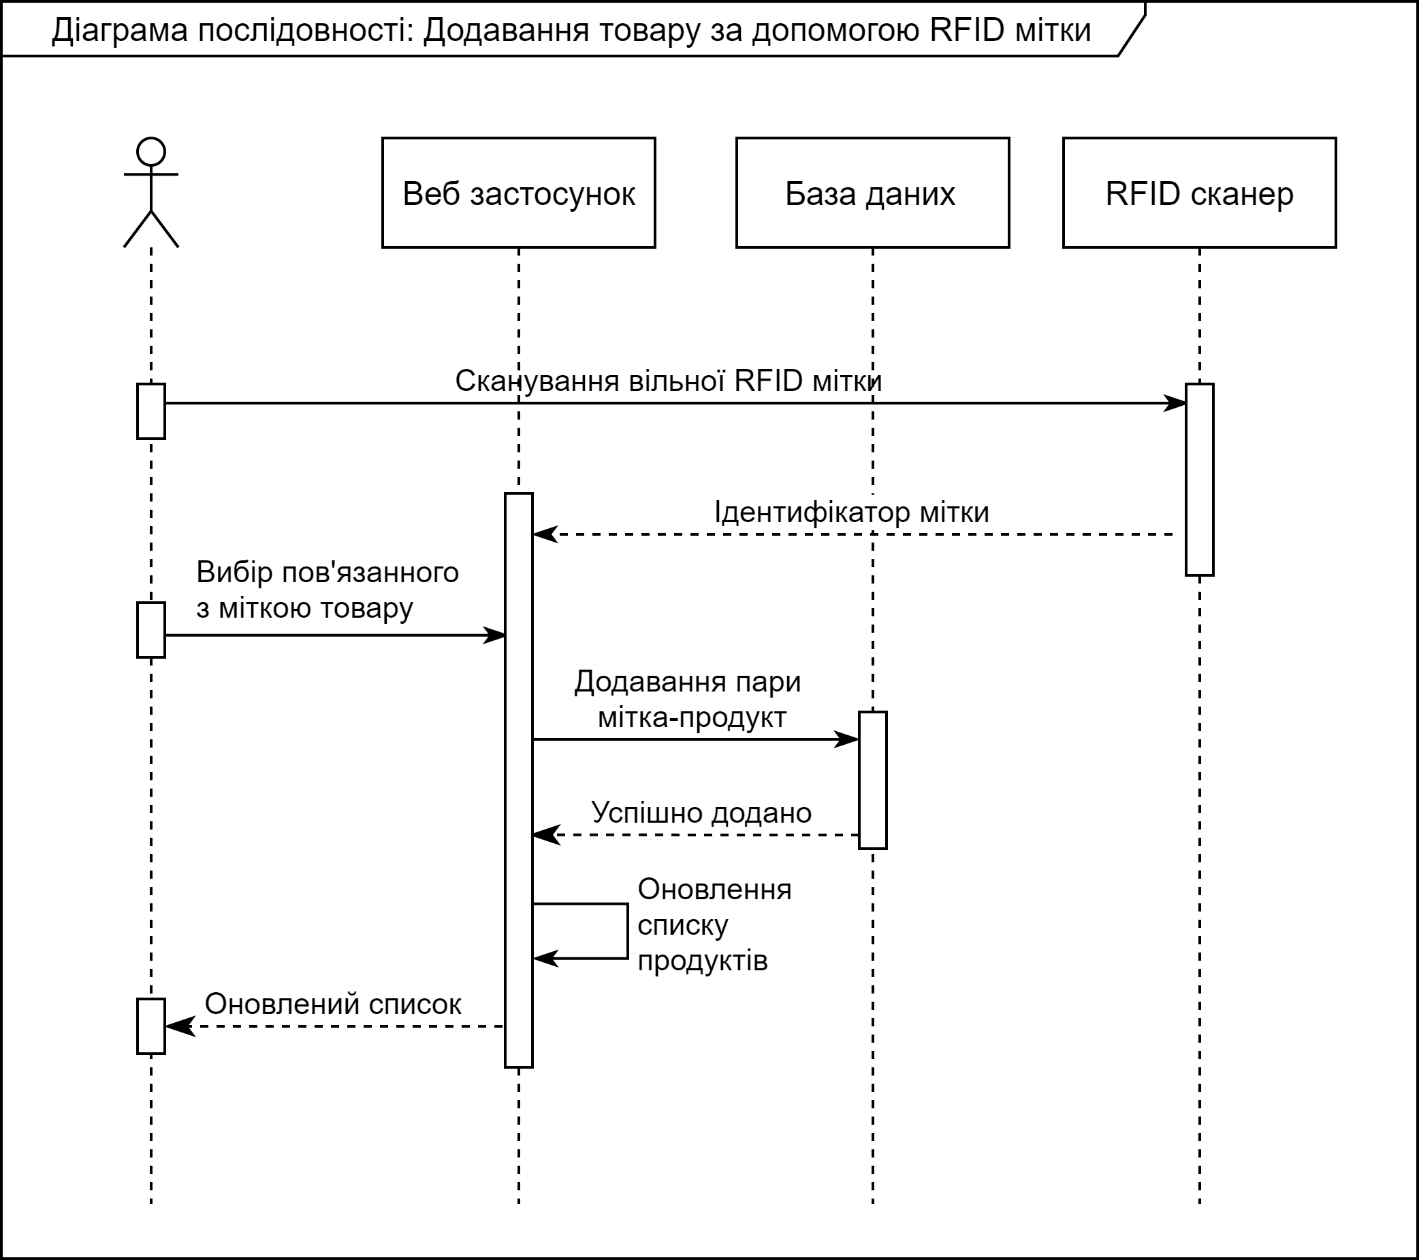 Діаграма послідовності: Додавання товару за допомогою RFID мітки
Веб застосунок
База даних
RFID сканер
Сканування вільної RFID мітки
Ідентифікатор мітки
Вибір пов'язанного
з міткою товару
Додавання пари
мітка-продукт
Успішно додано
Оновлення
списку
продуктів
Оновлений список